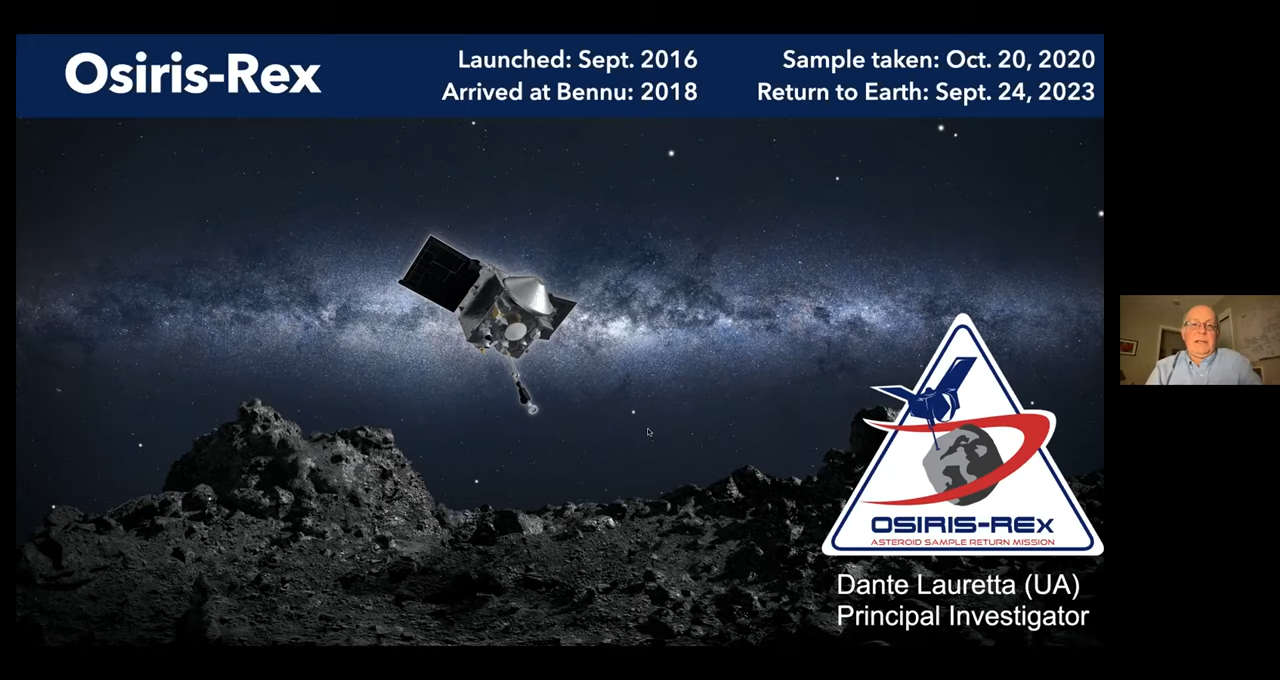 Osiris-Rex
Launched: Sept. 2016
Arrived at Bennu: 2018
Sample taken: Oct. 20, 2020
Return to Earth: Sept. 24, 2023
OSIRIS-REx
ASTEROID SAMPLE RETURN MISSION
Dante Lauretta (UA)
Principal Investigator